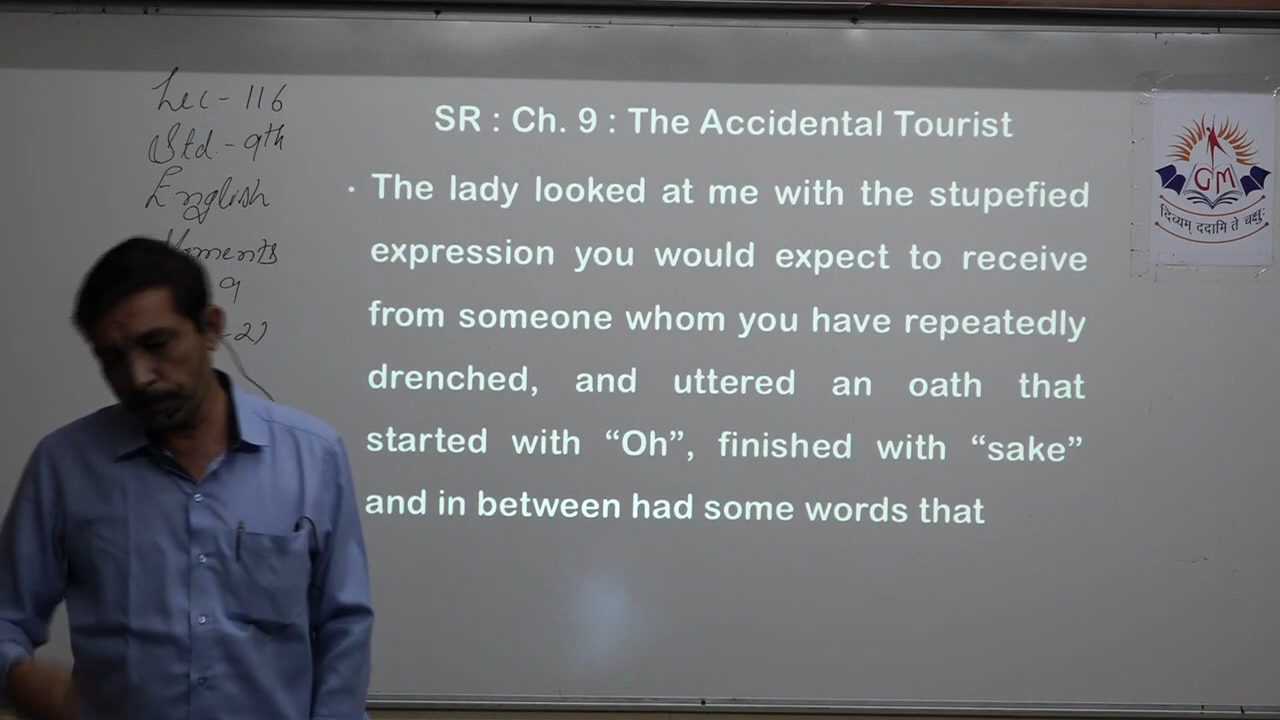 Lec - 116
Std. - 9th
English
Moments
9
SR : Ch. 9 : The Accidental Tourist
• The lady looked at me with the stupefied
expression you would expect to receive
from someone whom you have repeatedly
drenched, and uttered an oath that
started with “Oh”, finished with “sake”
and in between had some words that
GM
दिव्यम् ददामि ते चक्षुः